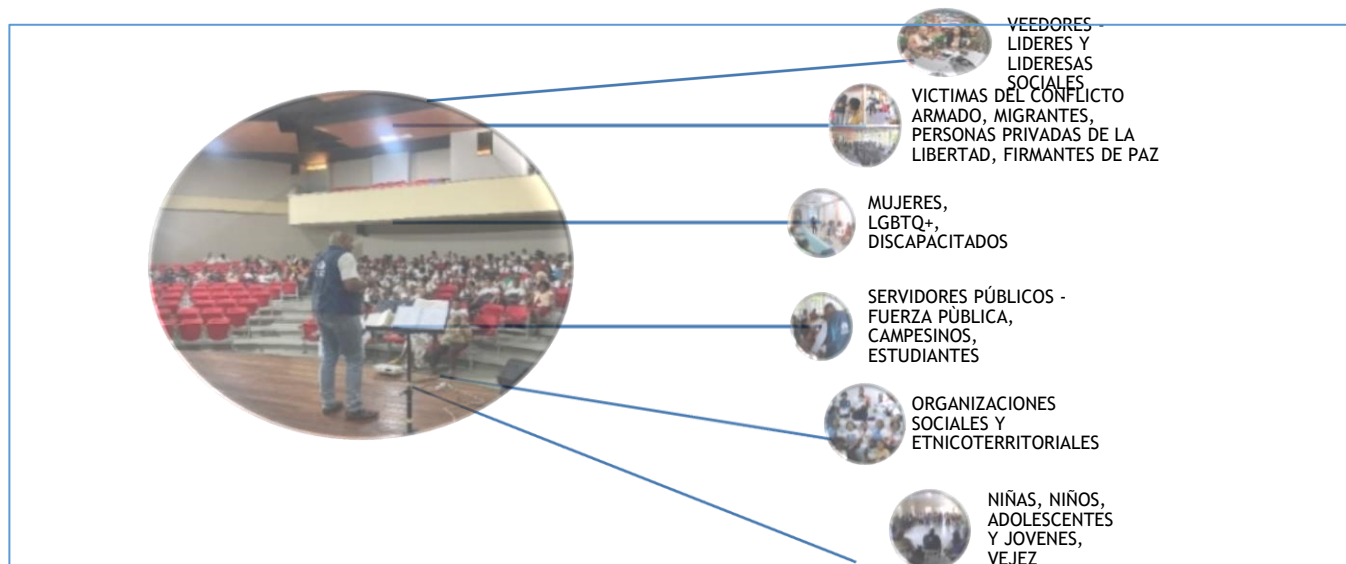 VEEDORES -
LIDERES Y
LIDERESAS
SOCIALES
VICTIMAS DEL CONFLICTO
ARMADO, MIGRANTES,
PERSONAS PRIVADAS DE LA
LIBERTAD, FIRMANTES DE PAZ
MUJERES,
LGBTQ+,
DISCAPACITADOS
SERVIDORES PÚBLICOS -
FUERZA PÙBLICA,
CAMPESINOS,
ESTUDIANTES
ORGANIZACIONES
SOCIALES Y
ETNICOTERRITORIALES
NIÑAS, NIÑOS,
ADOLESCENTES
Y JOVENES,
VEJEZ